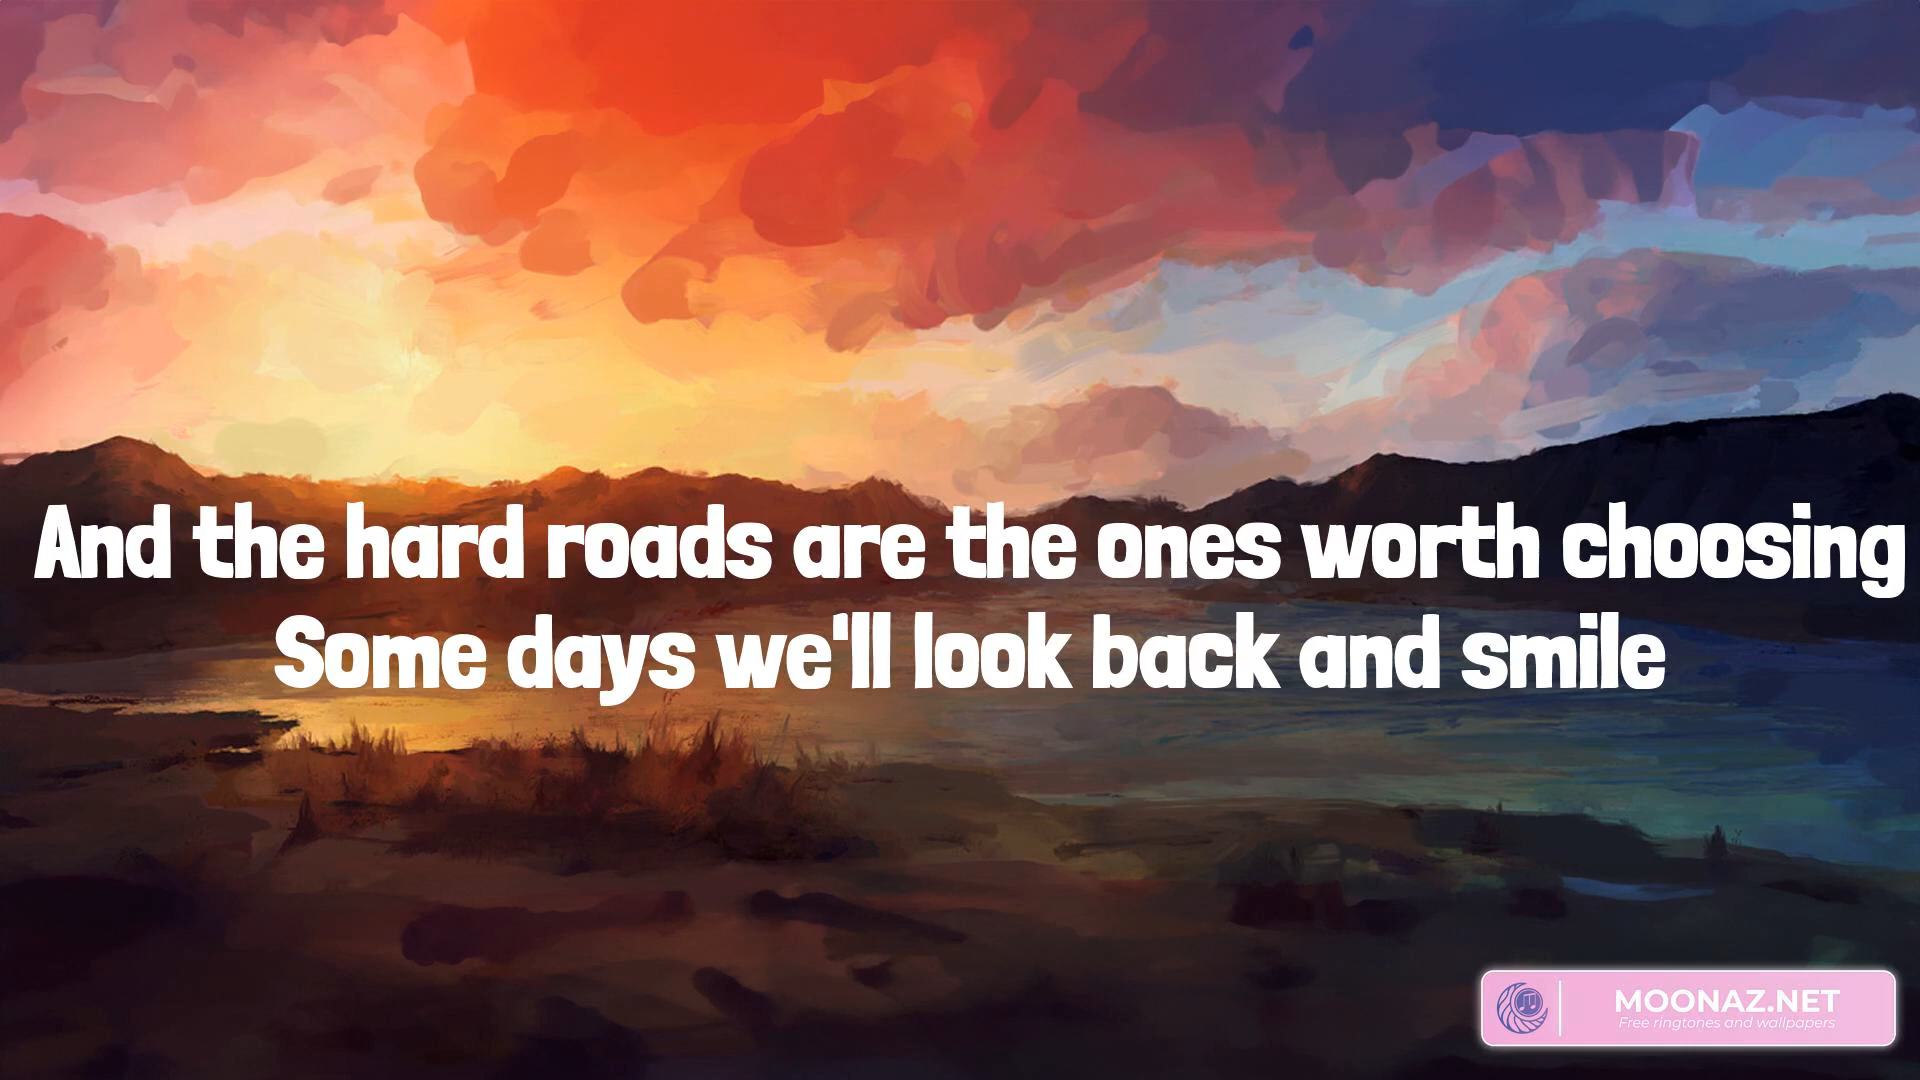 And the hard roads are the ones worth choosing
Some days we'll look back and smile
MOONAZ.NET
Free ringtones and wallpapers